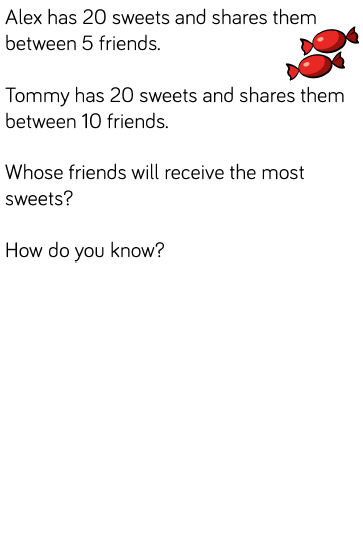 Alex has 20 sweets and shares them
between 5 friends.
Tommy has 20 sweets and shares them
between 10 friends.
Whose friends will receive the most
sweets?
How do you know?